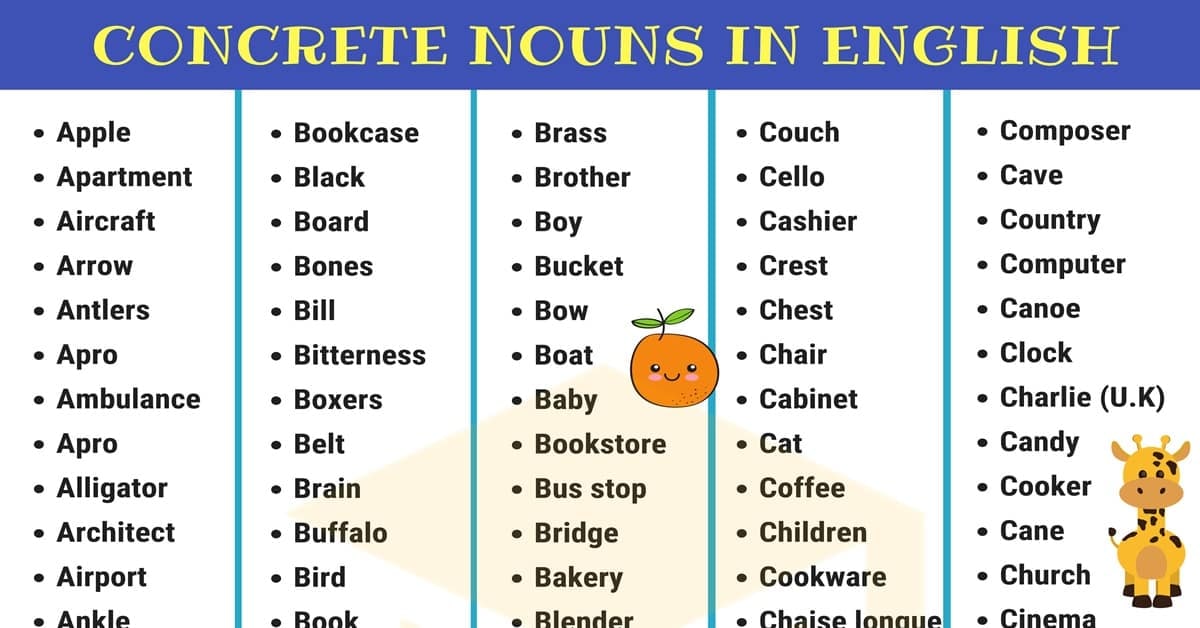 CONCRETE NOUNS IN ENGLISH
• Apple
• Apartment
• Aircraft
• Arrow
• Antlers
• Apro
• Ambulance
• Apro
• Alligator
• Architect
• Airport
• Ankle
• Bookcase
• Black
• Board
• Bones
• Bill
• Bitterness
• Boxers
• Belt
• Brain
• Buffalo
• Bird
• Book
• Brass
• Brother
• Boy
• Bucket
• Bow
• Boat
• Baby
• Bookstore
• Bus stop
• Bridge
• Bakery
• Blender
• Couch
• Cello
• Cashier
• Crest
• Chest
• Chair
• Cabinet
• Cat
• Coffee
• Children
• Cookware
• Chaise longue
• Composer
• Cave
• Country
• Computer
• Canoe
• Clock
• Charlie (U.K)
• Candy
• Cooker
• Cane
• Church
• Cinema